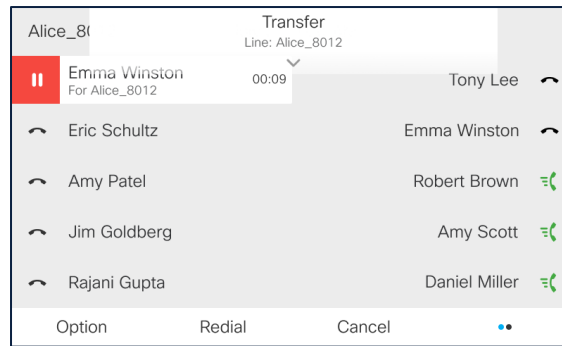 Alice_80
Transfer
Line: Alice_8012
Emma Winston
For Alice_8012
00:09
Tony Lee
Eric Schultz
Emma Winston
Amy Patel
Robert Brown
Jim Goldberg
Amy Scott
Rajani Gupta
Daniel Miller
Option Redial Cancel